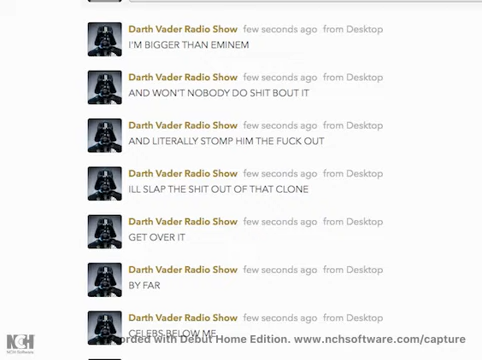 Darth Vader Radio Show few seconds ago from Desktop
I'M BIGGER THAN EMINEM
Darth Vader Radio Show few seconds ago from Desktop
AND WON'T NOBODY DO SHIT BOUT IT
Darth Vader Radio Show few seconds ago from Desktop
AND LITERALLY STOMP HIM THE FUCK OUT
Darth Vader Radio Show few seconds ago from Desktop
ILL SLAP THE SHIT OUT OF THAT CLONE
Darth Vader Radio Show few seconds ago from Desktop
GET OVER IT
Darth Vader Radio Show few seconds ago from Desktop
BY FAR
Darth Vader Radio Show few seconds ago from Desktop
CELEBS BELOW ME
with Debut Home Edition. www.nchsoftware.com/capture
NCH
NCH Software